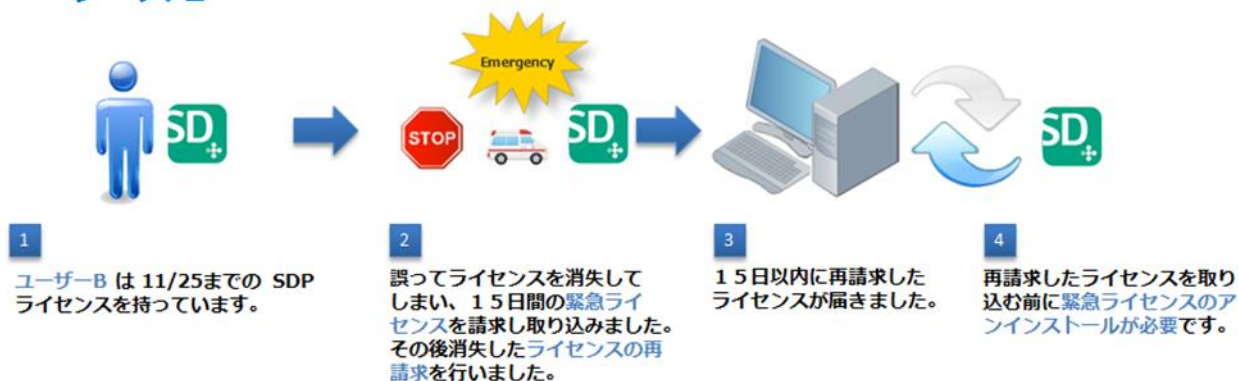 Emergency
SD
STOP
SD
SD
1
ユーザーB は 11/25までの SDP
ライセンスを持っています。
2
誤ってライセンスを消失して
しまい、１５日間の緊急ライ
センスを請求し取り込みました。
その後消失したライセンスの再
請求を行いました。
3
１５日以内に再請求した
ライセンスが届きました。
4
再請求したライセンスを取り
込む前に緊急ライセンスのア
ンインストールが必要です。